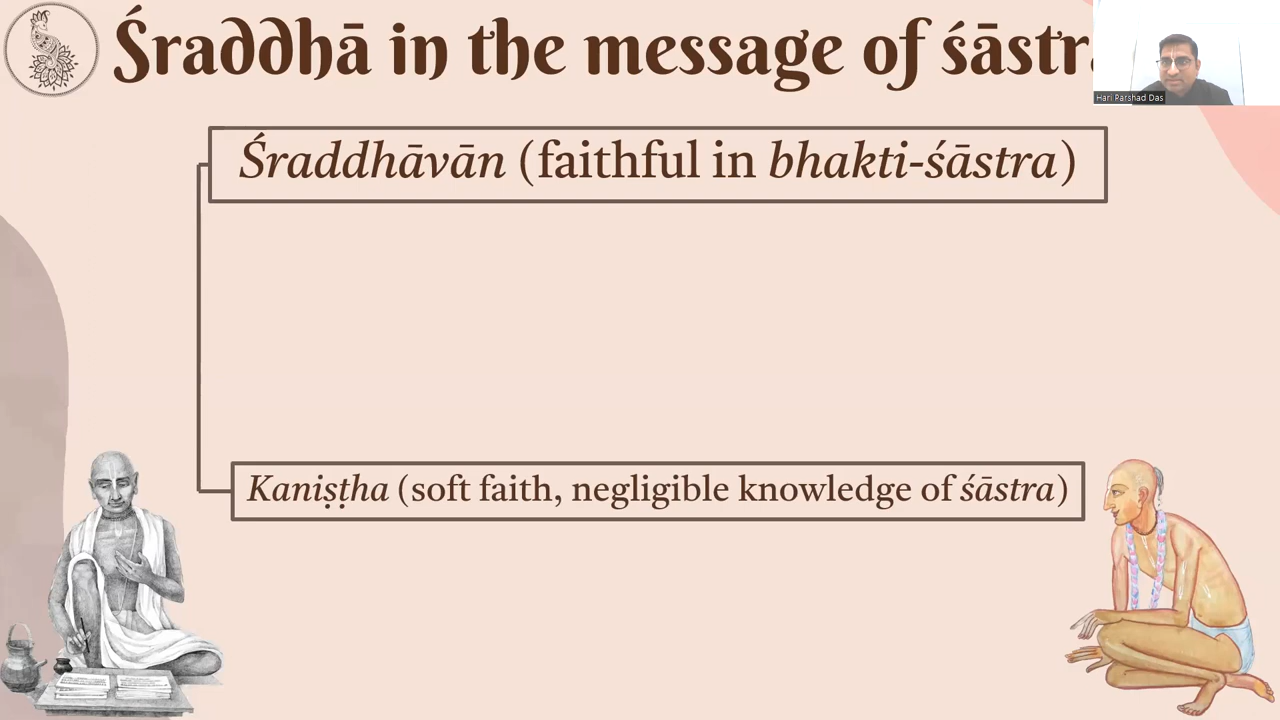 Śraddhā in the message of śāstr
Hari Parshad Das
Śraddhāvān (faithful in bhakti-śāstra)
Kaniṣṭha (soft faith, negligible knowledge of śāstra)